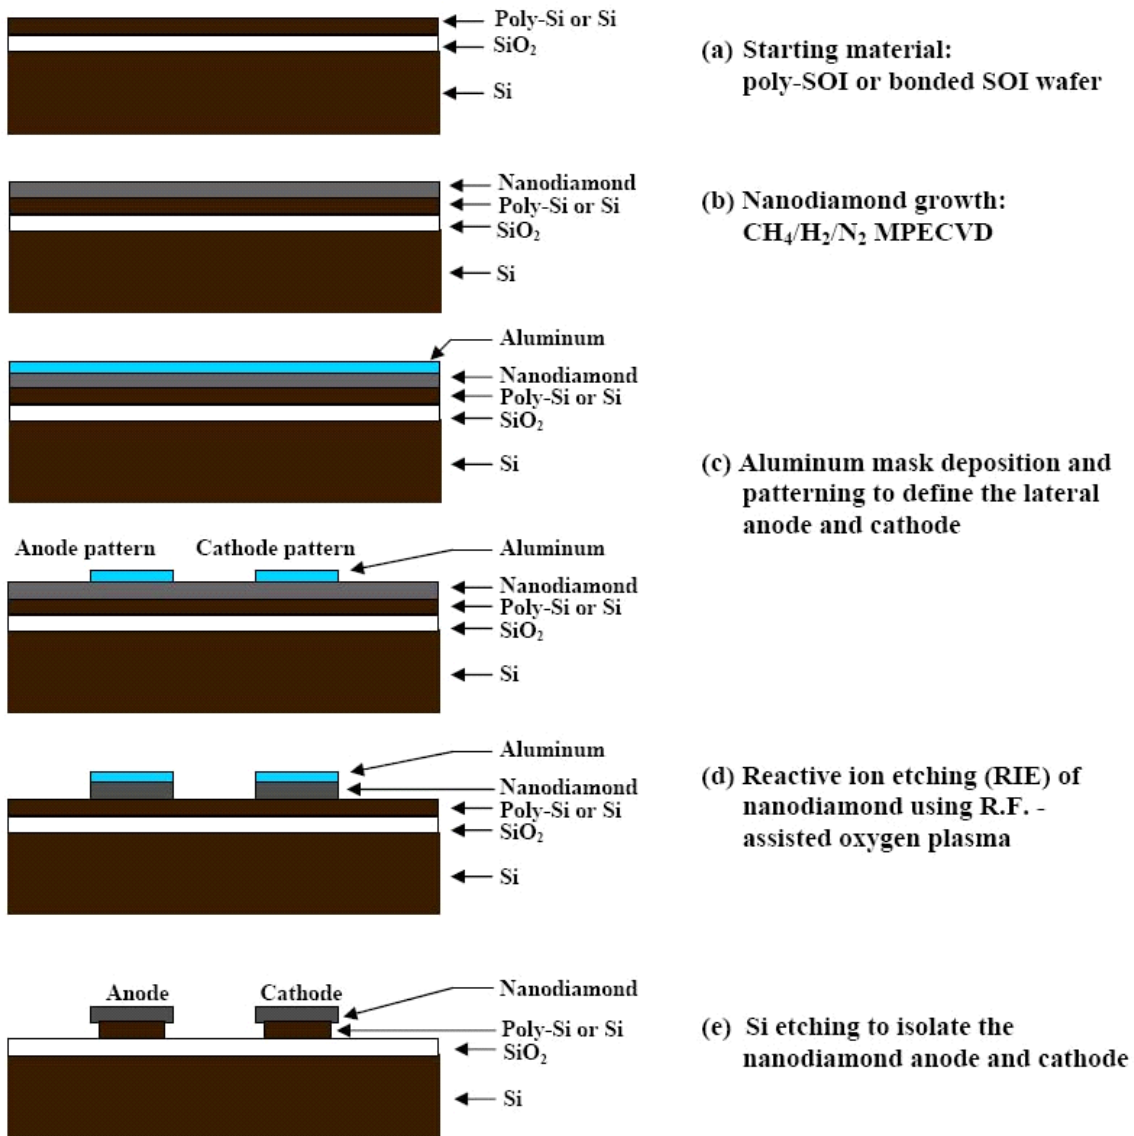 Poly-Si or Si
SiO₂
Si
(a) Starting material:
poly-SOI or bonded SOI wafer
Nanodiamond
Poly-Si or Si
SiO₂
Si
(b) Nanodiamond growth:
CH₄/H₂/N₂ MPECVD
Aluminum
Nanodiamond
Poly-Si or Si
SiO₂
Si
(c) Aluminum mask deposition and
patterning to define the lateral
anode and cathode
Anode pattern
Cathode pattern
Aluminum
Nanodiamond
Poly-Si or Si
SiO₂
Si
Aluminum
Nanodiamond
Poly-Si or Si
SiO₂
Si
(d) Reactive ion etching (RIE) of
nanodiamond using R.F. -
assisted oxygen plasma
Anode
Cathode
Nanodiamond
Poly-Si or Si
SiO₂
Si
(e) Si etching to isolate the
nanodiamond anode and cathode